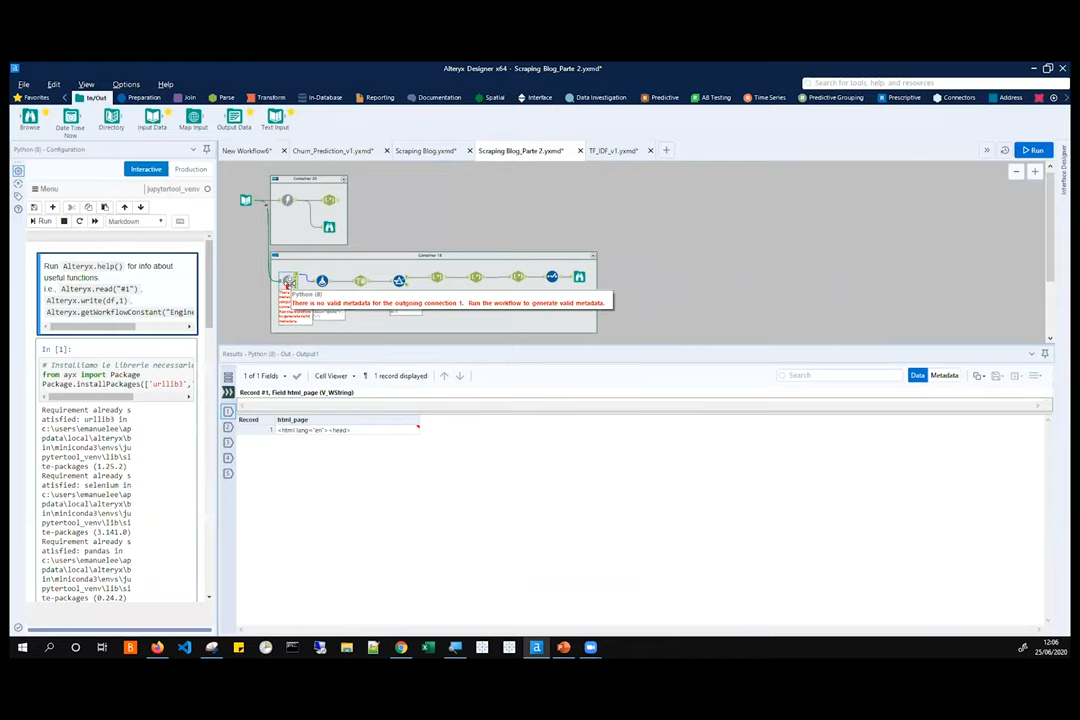 Alteryx Designer x64 - Scraping Blog_Parte 2.yxmd*
File Edit View Options Help
Search for tools, help, and resources
Favorites In/Out Preparation Join Parse Transform In-Database Reporting Documentation Spatial Interface Data Investigation Predictive AB Testing Time Series Predictive Grouping Prescriptive Connectors Address
Browse Date Time Now Directory Input Data Map Input Output Data Text Input
Python (8) - Configuration
New Workflow6* Churn_Prediction_v1.yxmd* Scraping Blog.yxmd* Scraping Blog_Parte 2.yxmd* TF_IDF_v1.yxmd*
Run
Interactive Production
Menu
jupytertool_venv
Run
Markdown
Run Alteryx.help() for info about
useful functions.
i.e., Alteryx.read("#1"),
Alteryx.write(df,1),
Alteryx.getWorkflowConstant("Engine
In [1]:
# Installiamo le librerie necessarie
from ayx import Package
Package.installPackages(['urllib3','
Requirement already s
atisfied: urllib3 in
c:\users\emanuelee\ap
pdata\local\alteryx\b
in\miniconda3\envs\ju
pytertool_venv\lib\si
te-packages (1.25.2)
Requirement already s
atisfied: selenium in
c:\users\emanuelee\ap
pdata\local\alteryx\b
in\miniconda3\envs\ju
pytertool_venv\lib\si
te-packages (3.141.0)
Requirement already s
atisfied: pandas in
c:\users\emanuelee\ap
pdata\local\alteryx\b
in\miniconda3\envs\ju
pytertool_venv\lib\si
te-packages (0.24.2)
Python (8)
There is no valid metadata for the outgoing connection 1. Run the workflow to generate valid metadata.
Interface Designer
Results - Python (8) - Out - Output1
1 of 1 Fields Cell Viewer 1 record displayed
Search
Data Metadata
Record #1, Field html_page (V_WString)
Record html_page
1 <html lang="en"> <head>
12:06
25/06/2020